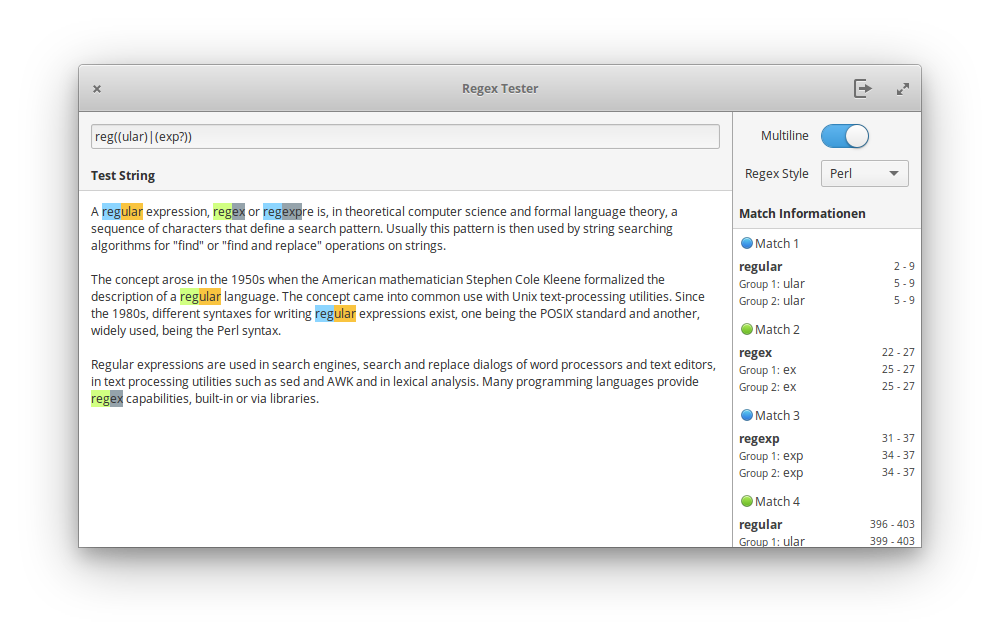 Regex Tester
reg((ular)|(exp?))
Test String
A regular expression, regex or regexpre is, in theoretical computer science and formal language theory, a
sequence of characters that define a search pattern. Usually this pattern is then used by string searching
algorithms for "find" or "find and replace" operations on strings.
The concept arose in the 1950s when the American mathematician Stephen Cole Kleene formalized the
description of a regular language. The concept came into common use with Unix text-processing utilities. Since
the 1980s, different syntaxes for writing regular expressions exist, one being the POSIX standard and another,
widely used, being the Perl syntax.
Regular expressions are used in search engines, search and replace dialogs of word processors and text editors,
in text processing utilities such as sed and AWK and in lexical analysis. Many programming languages provide
regex capabilities, built-in or via libraries.
Multiline
Regex Style Perl
Match Informationen
Match 1
regular 2 - 9
Group 1: ular 5 - 9
Group 2: ular 5 - 9
Match 2
regex 22 - 27
Group 1: ex 25 - 27
Group 2: ex 25 - 27
Match 3
regexp 31 - 37
Group 1: exp 34 - 37
Group 2: exp 34 - 37
Match 4
regular 396 - 403
Group 1: ular 399 - 403